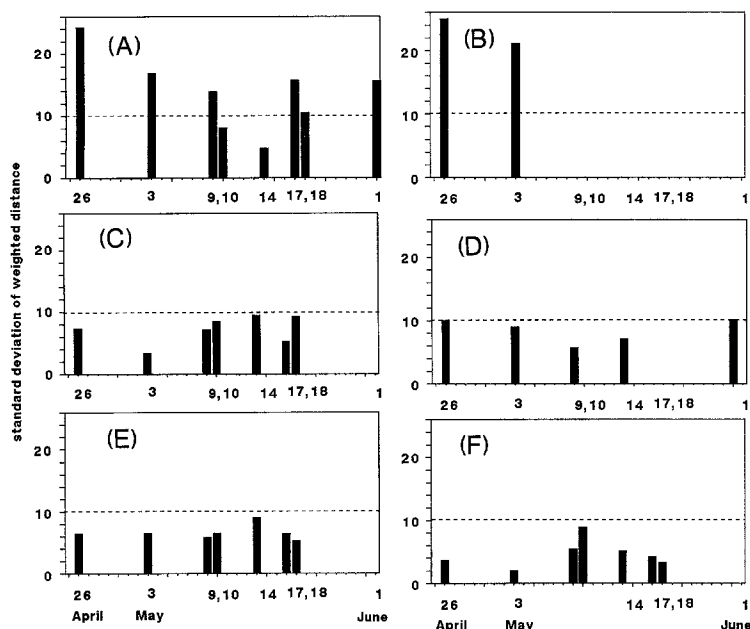 standard deviation of weighted distance
(A)
20
10
0
26 3 9,10 14 17,18 1
(B)
20
10
0
26 3 9,10 14 17,18 1
(C)
20
10
0
26 3 9,10 14 17,18 1
(D)
20
10
0
26 3 9,10 14 17,18 1
(E)
20
10
0
26 3 9,10 14 17,18 1
April May June
(F)
20
10
0
26 3 14 17,18 1
April May June